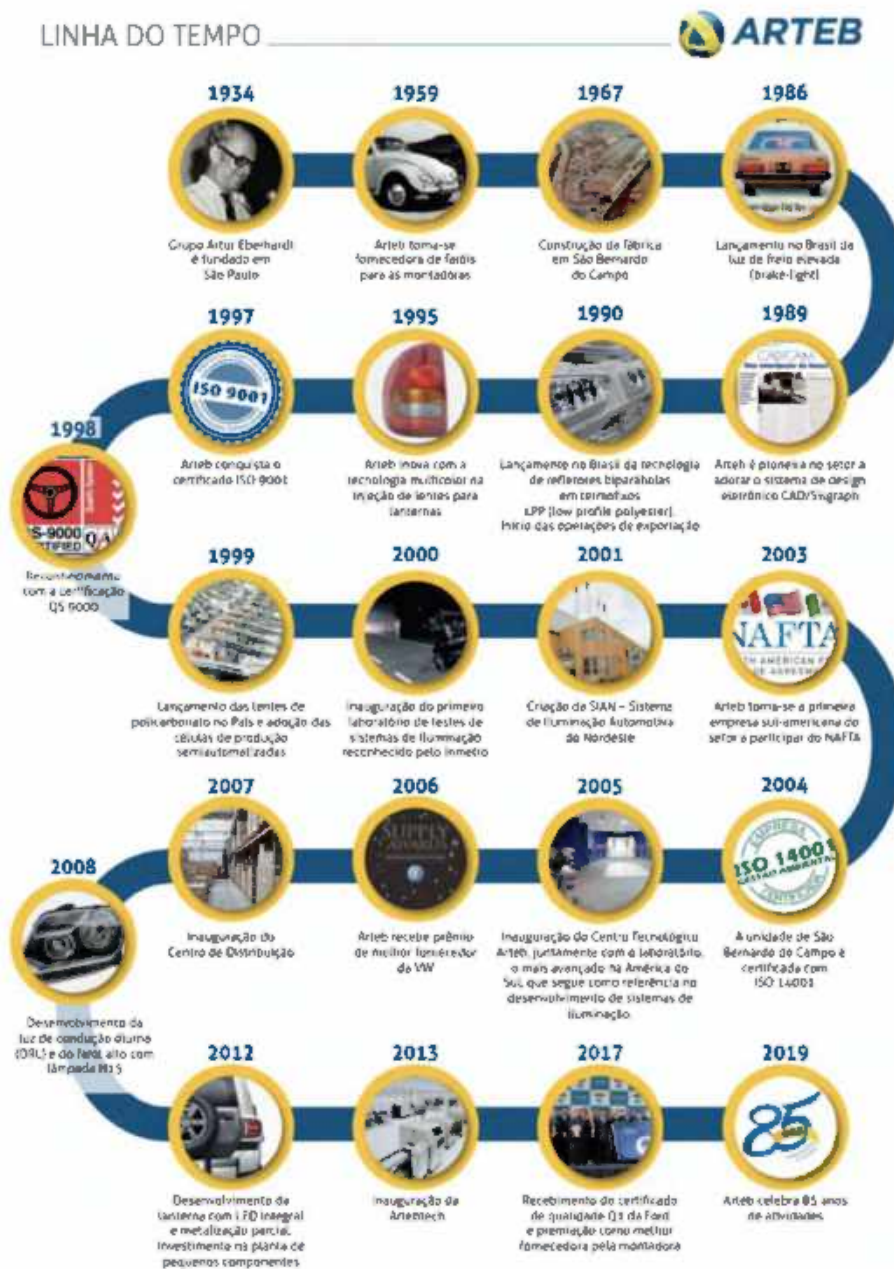 LINHA DO TEMPO
ARTEB
1934
Grupo Artur Eberhardt
é fundado em
São Paulo
1959
Arteb torna-se
fornecedora de faróis
para as montadoras
1967
Construção da fábrica
em São Bernardo
do Campo
1986
Lançamento no Brasil da
luz de freio elevada
(brake-light)
1989
Arteb é pioneira no setor a
adotar o sistema de design
eletrônico CAD/Sisgraph
1990
Lançamento no Brasil da tecnologia
de refletores biparábolas
em termofixos
LPP (low profile polyester).
Início das operações de exportação
1995
Arteb inova com a
tecnologia multicolor na
injeção de lentes para
lanternas
1997
ISO 9001
Arteb conquista o
certificado ISO 9001
1998
S-9000
TIFIED
QA
Reconhecimento
com a certificação
QS 9000
1999
Lançamento das lentes de
policarbonato no País e adoção das
células de produção
semiautomatizadas
2000
Inauguração do primeiro
laboratório de testes de
sistemas de iluminação
reconhecido pelo Inmetro
2001
Criação da SIAN – Sistema
de Iluminação Automotiva
do Nordeste
2003
NAFTA
Arteb torna-se a primeira
empresa sul-americana do
setor a participar do NAFTA
2004
EMPRESA
ISO 14001
GESTÃO AMBIENTAL
CERTIFICADA
A unidade de São
Bernardo do Campo é
certificada com
ISO 14001
2005
Inauguração do Centro Tecnológico
Arteb, juntamente com o laboratório,
o mais avançado na América do
Sul, que segue como referência no
desenvolvimento de sistemas de
iluminação
2006
SUPPLY
AWARDS
Arteb recebe prêmio
de melhor fornecedor
da VW
2007
Inauguração do
Centro de Distribuição
2008
Desenvolvimento da
luz de condução diurna
(DRL) e do farol alto com
lâmpada H15
2012
Desenvolvimento da
lanterna com LED integral
e metalização parcial.
Investimento na planta de
pequenos componentes
2013
Inauguração da
Artebtech
2017
Recebimento do certificado
de qualidade Q1 da Ford
e premiação como melhor
fornecedora pela montadora
2019
85
Arteb celebra 85 anos
de atividades